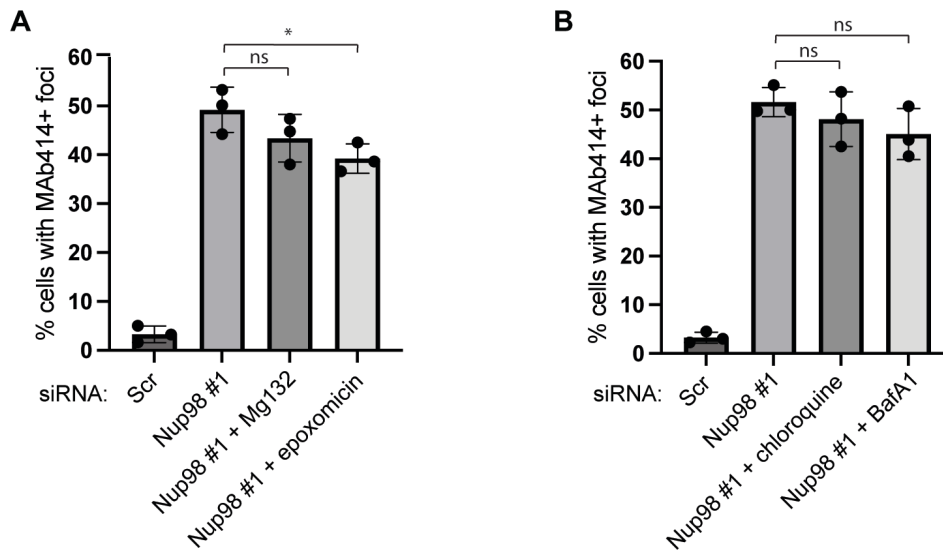 A
% cells with MAb414+ foci
60
50
40
30
20
10
0
*
ns
siRNA:
Scr
Nup98 #1
Nup98 #1 + Mg132
Nup98 #1 + epoxomicin
B
% cells with MAb414+ foci
60
50
40
30
20
10
0
ns
ns
siRNA:
Scr
Nup98 #1
Nup98 #1 + chloroquine
Nup98 #1 + BafA1